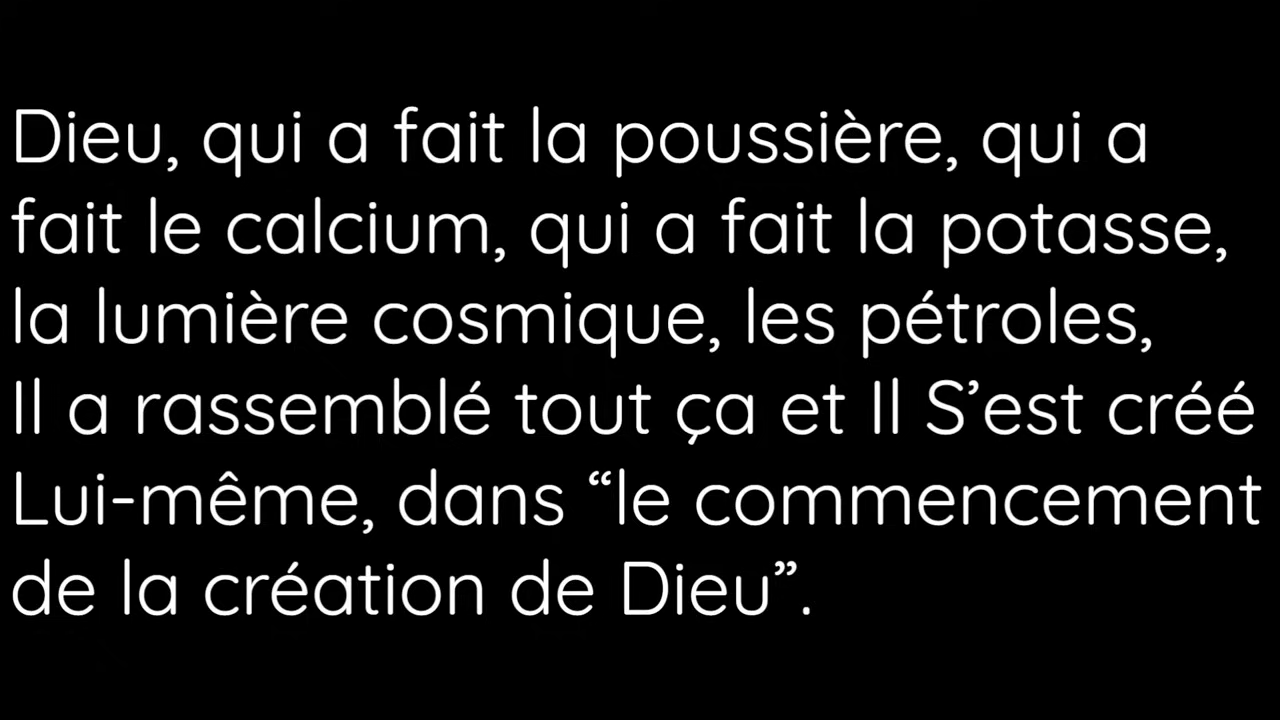 Dieu, qui a fait la poussière, qui a
fait le calcium, qui a fait la potasse,
la lumière cosmique, les pétroles,
Il a rassemblé tout ça et Il S’est créé
Lui-même, dans “le commencement
de la création de Dieu”.